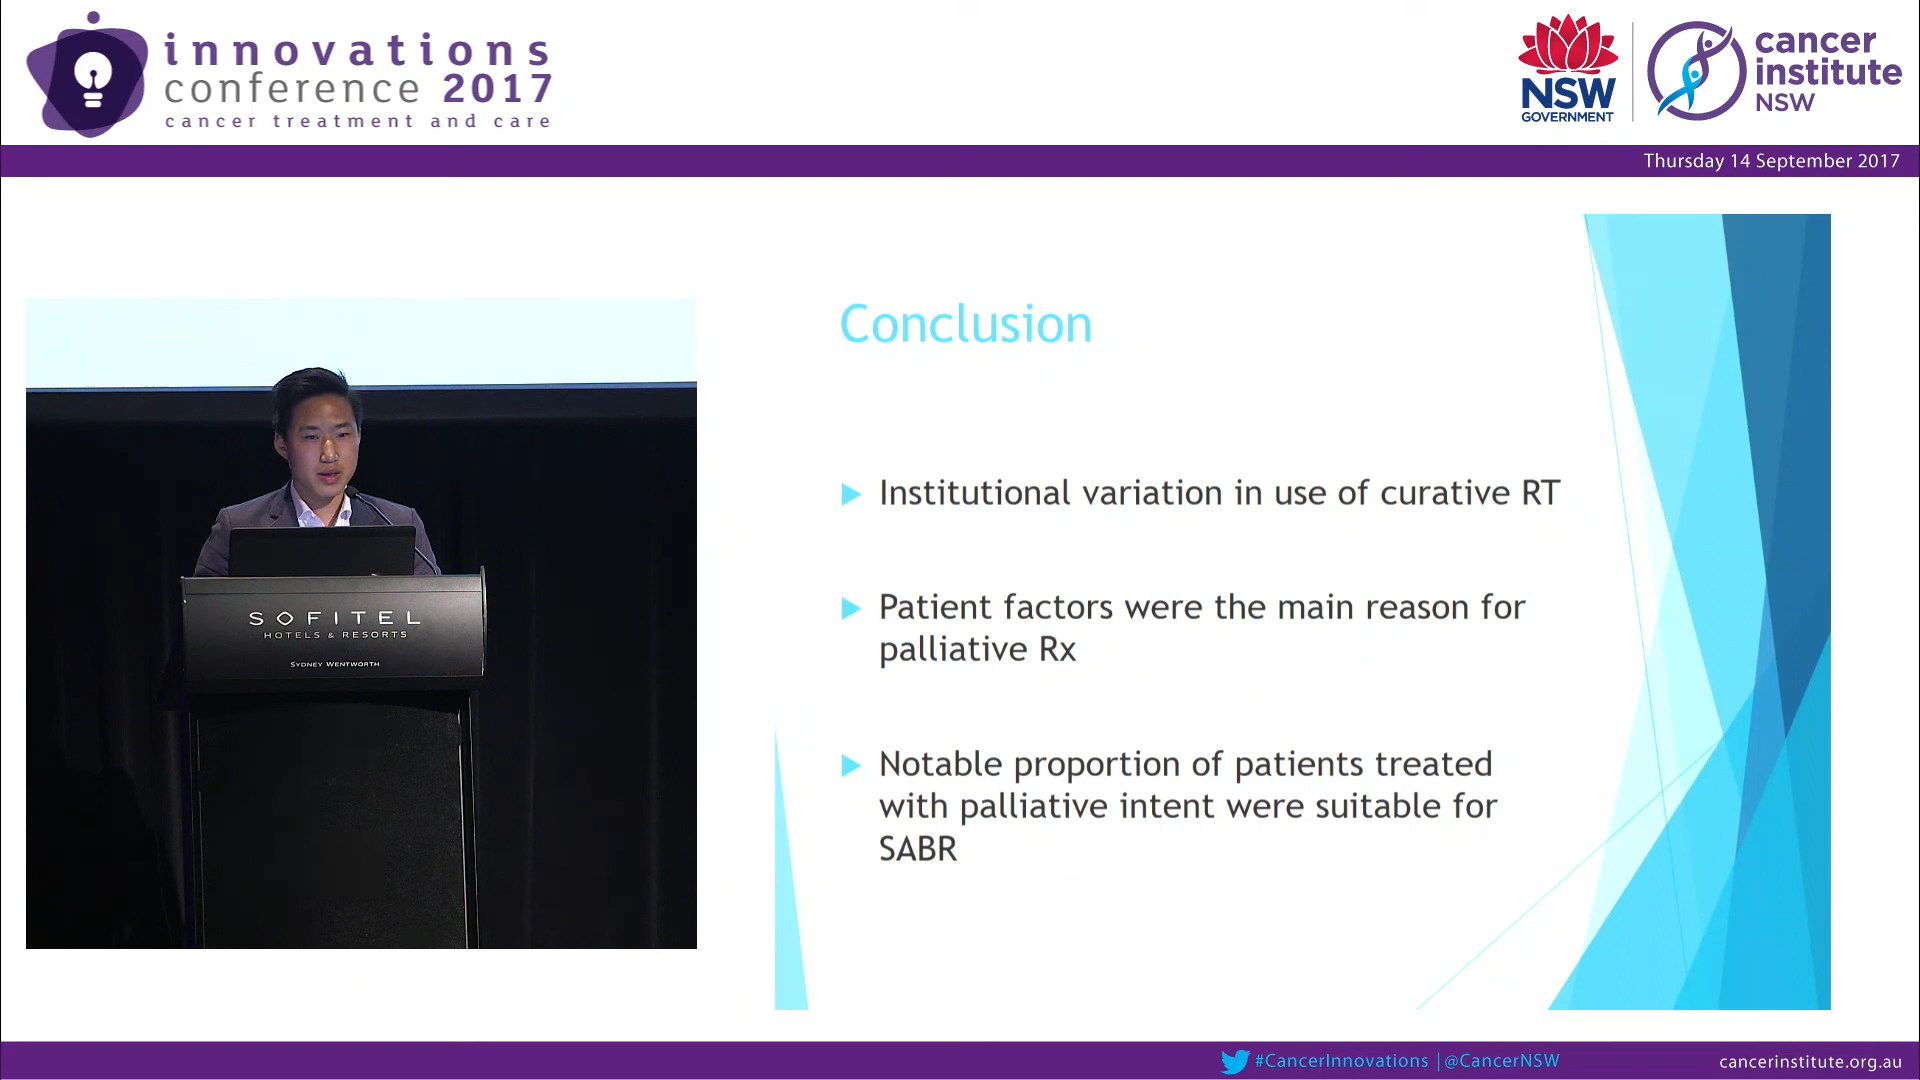 innovations
conference 2017
cancer treatment and care
NSW
GOVERNMENT
cancer
institute
NSW
Thursday 14 September 2017
SOFITEL
HOTELS & RESORTS
SYDNEY WENTWORTH
Conclusion
Institutional variation in use of curative RT
Patient factors were the main reason for
palliative Rx
Notable proportion of patients treated
with palliative intent were suitable for
SABR
#CancerInnovations | @CancerNSW
cancerinstitute.org.au